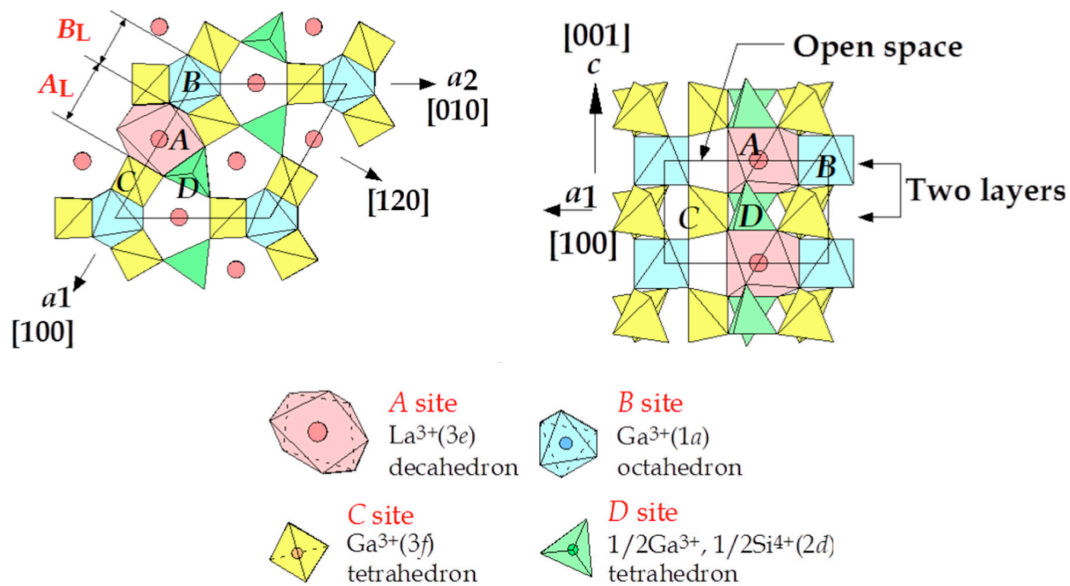 BL
AL
B
A
C
D
a2
[010]
[120]
a1
[100]
[001]
c
Open space
A
B
a1
[100]
C
D
Two layers
A site
La³⁺(3e)
decahedron
B site
Ga³⁺(1a)
octahedron
C site
Ga³⁺(3f)
tetrahedron
D site
1/2Ga³⁺, 1/2Si⁴⁺(2d)
tetrahedron